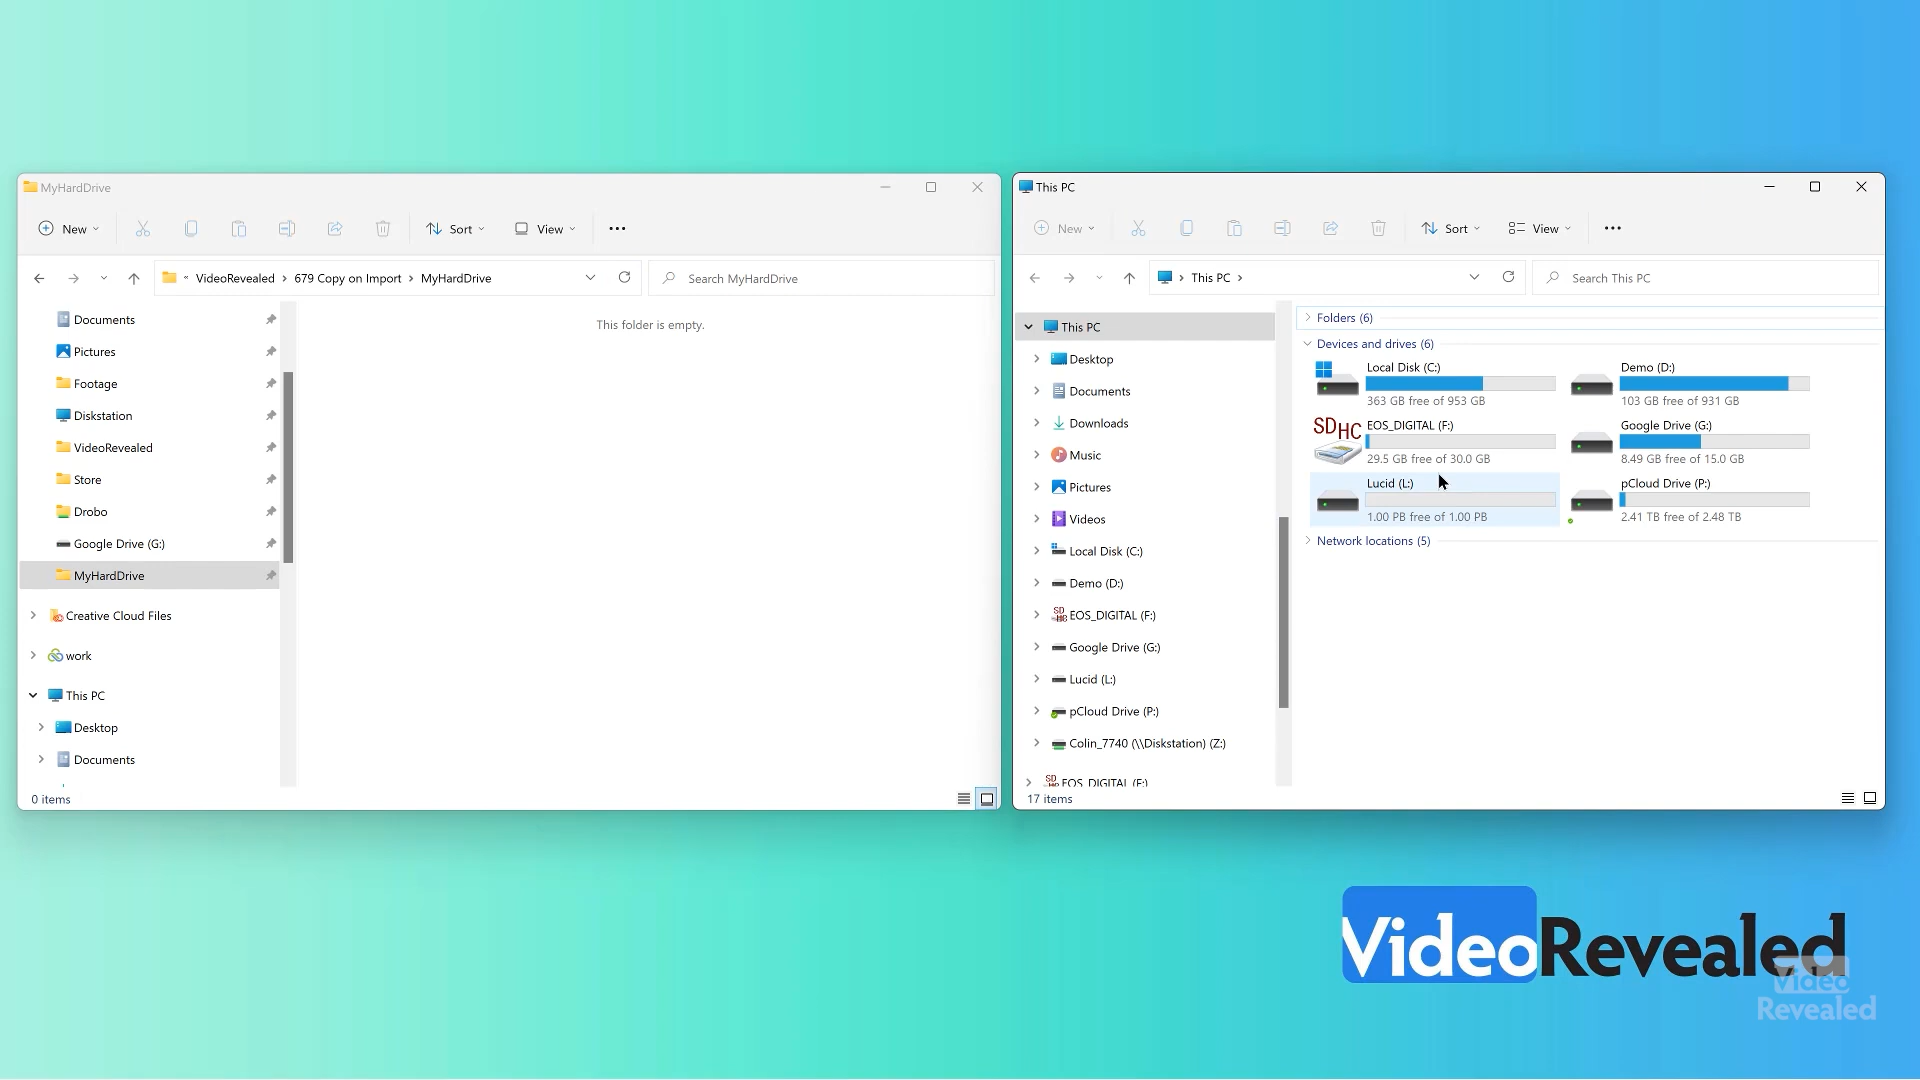 MyHardDrive
New
Sort
View
« VideoRevealed > 679 Copy on Import > MyHardDrive
Search MyHardDrive
Documents
Pictures
Footage
Diskstation
VideoRevealed
Store
Drobo
Google Drive (G:)
MyHardDrive
Creative Cloud Files
work
This PC
Desktop
Documents
This folder is empty.
0 items
This PC
New
Sort
View
> This PC >
Search This PC
This PC
Desktop
Documents
Downloads
Music
Pictures
Videos
Local Disk (C:)
Demo (D:)
SD HC EOS_DIGITAL (F:)
Google Drive (G:)
Lucid (L:)
pCloud Drive (P:)
Colin_7740 (\\Diskstation) (Z:)
SD EOS_DIGITAL (F:)
Folders (6)
Devices and drives (6)
Local Disk (C:)
363 GB free of 953 GB
Demo (D:)
103 GB free of 931 GB
SDHC
EOS_DIGITAL (F:)
29.5 GB free of 30.0 GB
Google Drive (G:)
8.49 GB free of 15.0 GB
Lucid (L:)
1.00 PB free of 1.00 PB
pCloud Drive (P:)
2.41 TB free of 2.48 TB
Network locations (5)
17 items
VideoRevealed
Video
Revealed